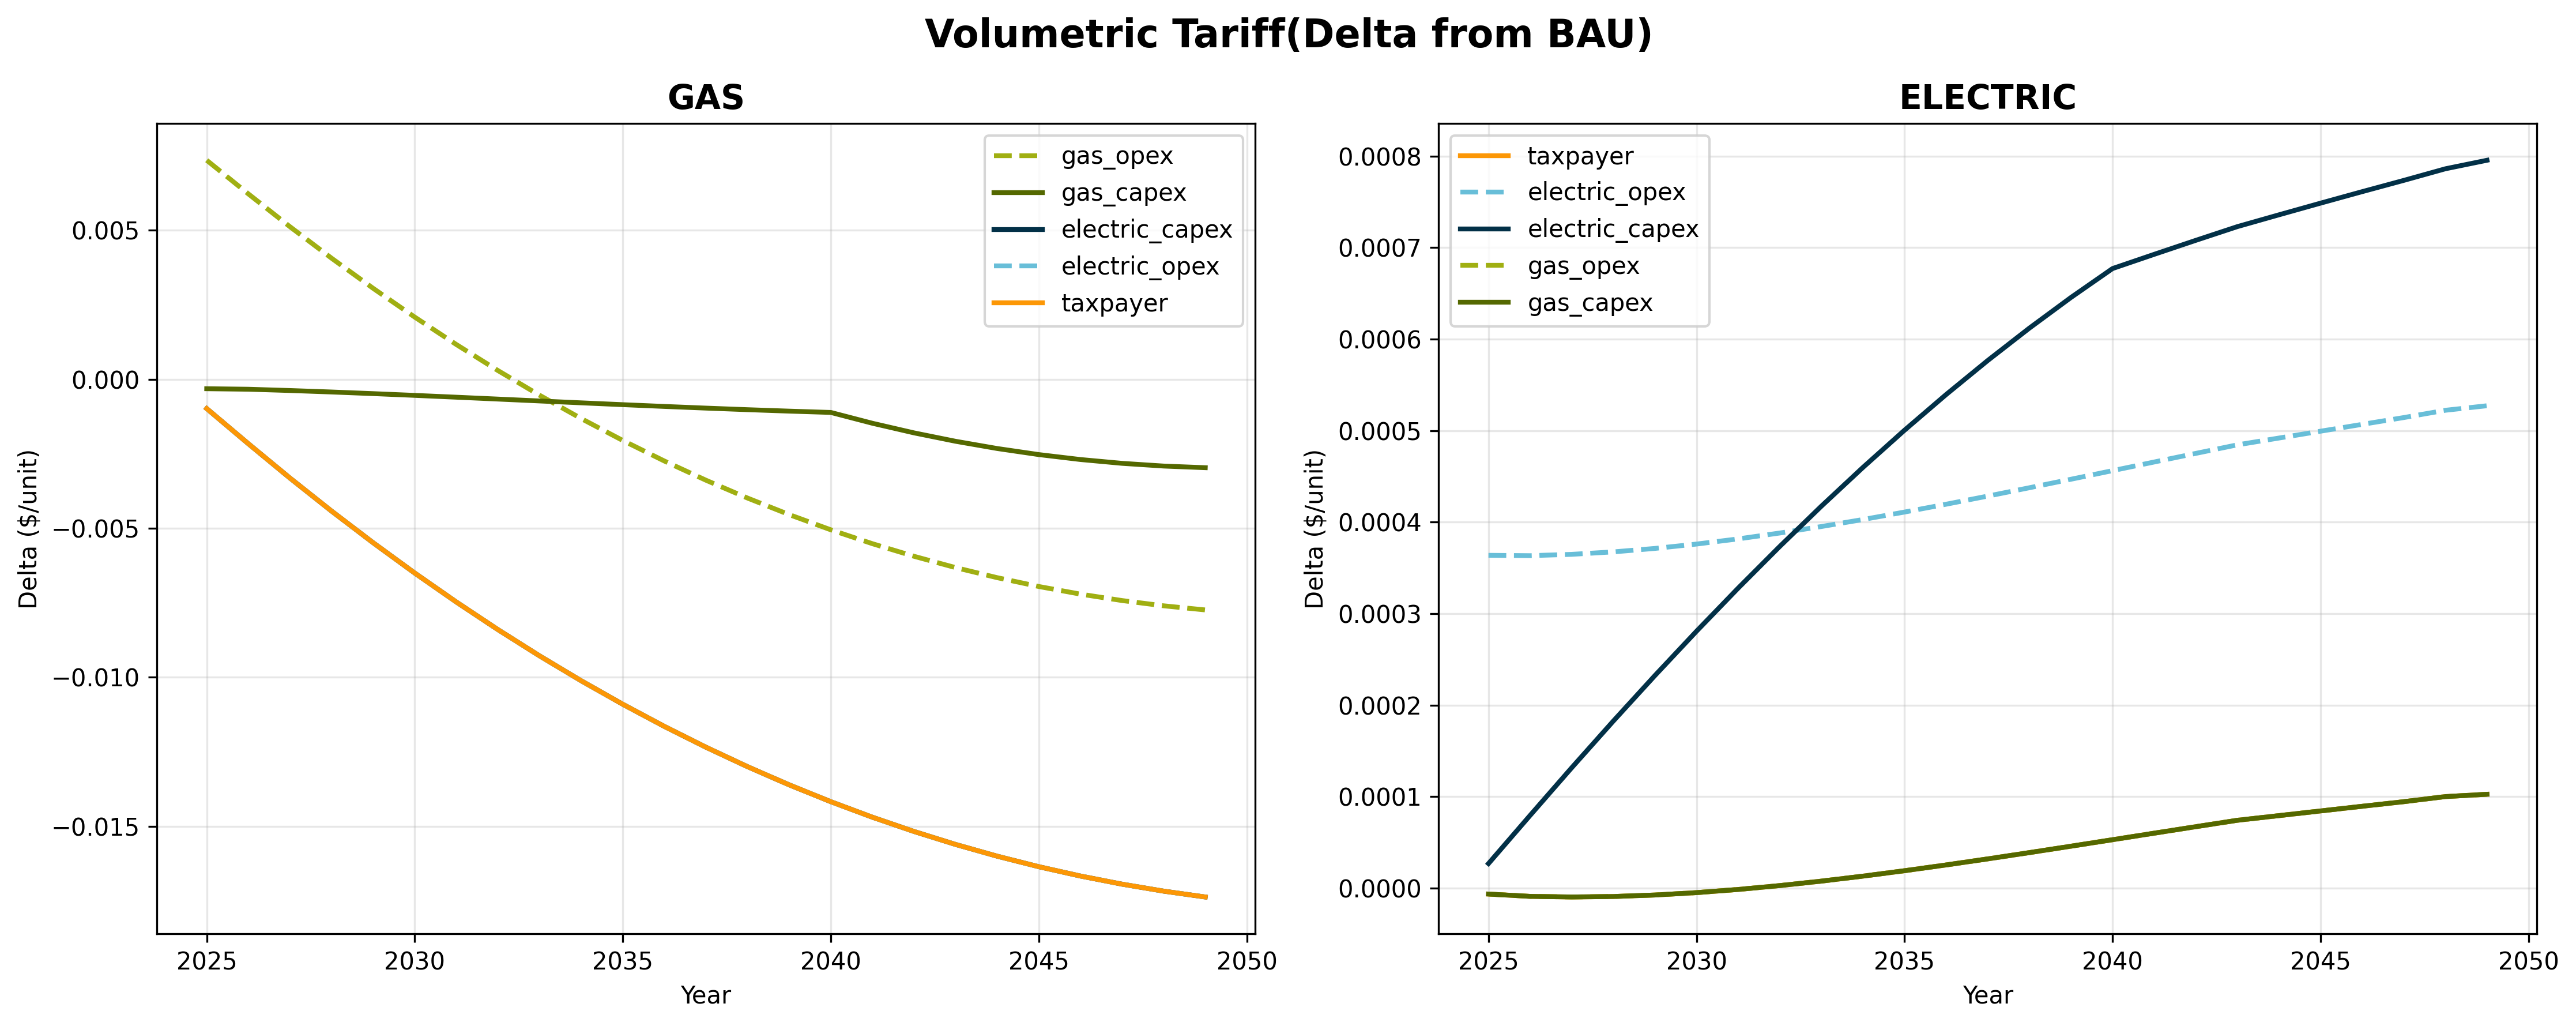 Volumetric Tariff(Delta from BAU)
GAS
gas_opex
gas_capex
electric_capex
electric_opex
taxpayer
0.005
0.000
−0.005
−0.010
−0.015
Delta ($/unit)
2025 2030 2035 2040 2045 2050
Year
ELECTRIC
taxpayer
electric_opex
electric_capex
gas_opex
gas_capex
0.0008
0.0007
0.0006
0.0005
0.0004
0.0003
0.0002
0.0001
0.0000
Delta ($/unit)
2025 2030 2035 2040 2045 2050
Year